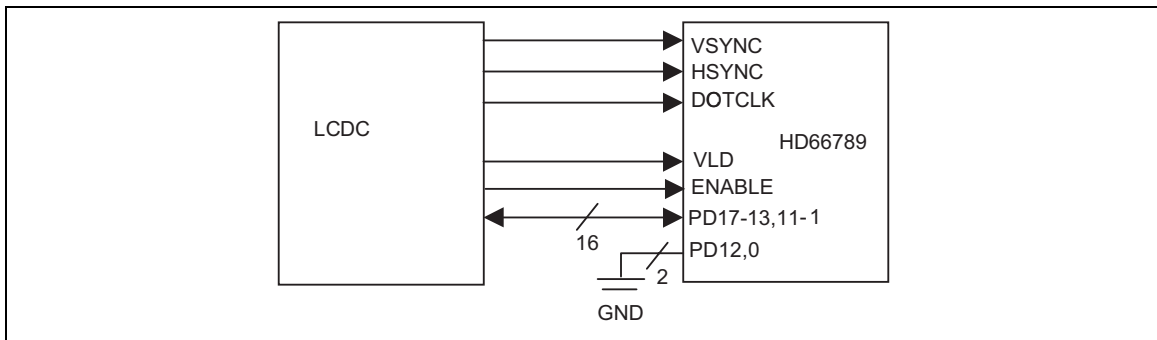 VSYNC
HSYNC
DOTCLK
LCDC
HD66789
VLD
ENABLE
PD17-13,11-1
16
PD12,0
2
GND